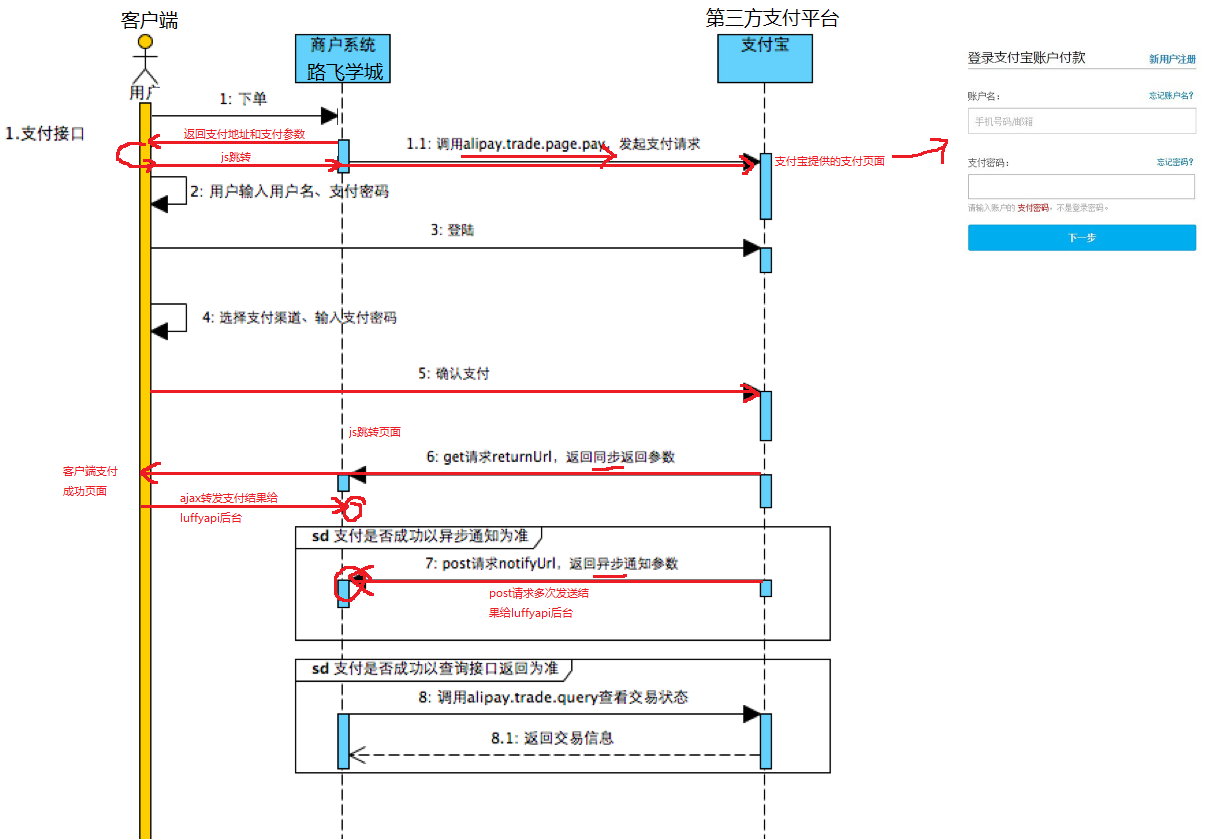 客户端
第三方支付平台
商户系统
路飞学城
支付宝
用户
登录支付宝账户付款
新用户注册
1: 下单
账户名:
忘记账户名?
手机号码/邮箱
1.支付接口
返回支付地址和支付参数
1.1: 调用alipay.trade.page.pay，发起支付请求
js跳转
支付宝提供的支付页面
支付密码:
忘记密码?
2: 用户输入用户名、支付密码
请输入账户的 支付密码，不是登录密码。
3: 登陆
下一步
4: 选择支付渠道、输入支付密码
5: 确认支付
js跳转页面
6: get请求returnUrl，返回同步返回参数
客户端支付
成功页面
ajax转发支付结果给
luffyapi后台
sd 支付是否成功以异步通知为准
7: post请求notifyUrl，返回异步通知参数
post请求多次发送结
果给luffyapi后台
sd 支付是否成功以查询接口返回为准
8: 调用alipay.trade.query查看交易状态
8.1: 返回交易信息